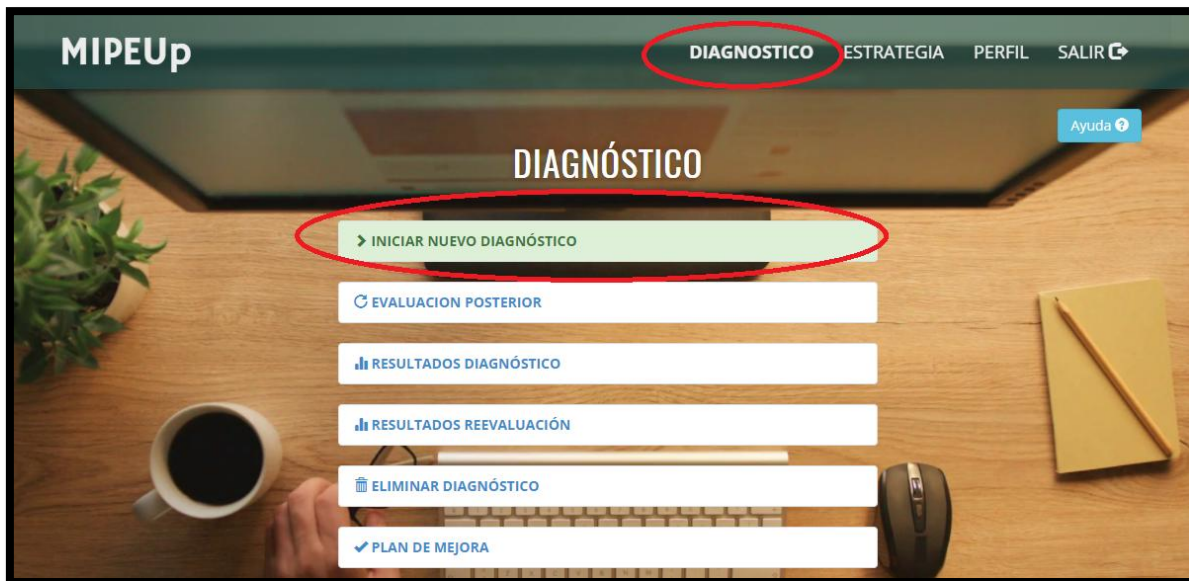 MIPEUp
DIAGNOSTICO ESTRATEGIA PERFIL SALIR
Ayuda
DIAGNÓSTICO
INICIAR NUEVO DIAGNÓSTICO
EVALUACION POSTERIOR
RESULTADOS DIAGNÓSTICO
RESULTADOS REEVALUACIÓN
ELIMINAR DIAGNÓSTICO
PLAN DE MEJORA